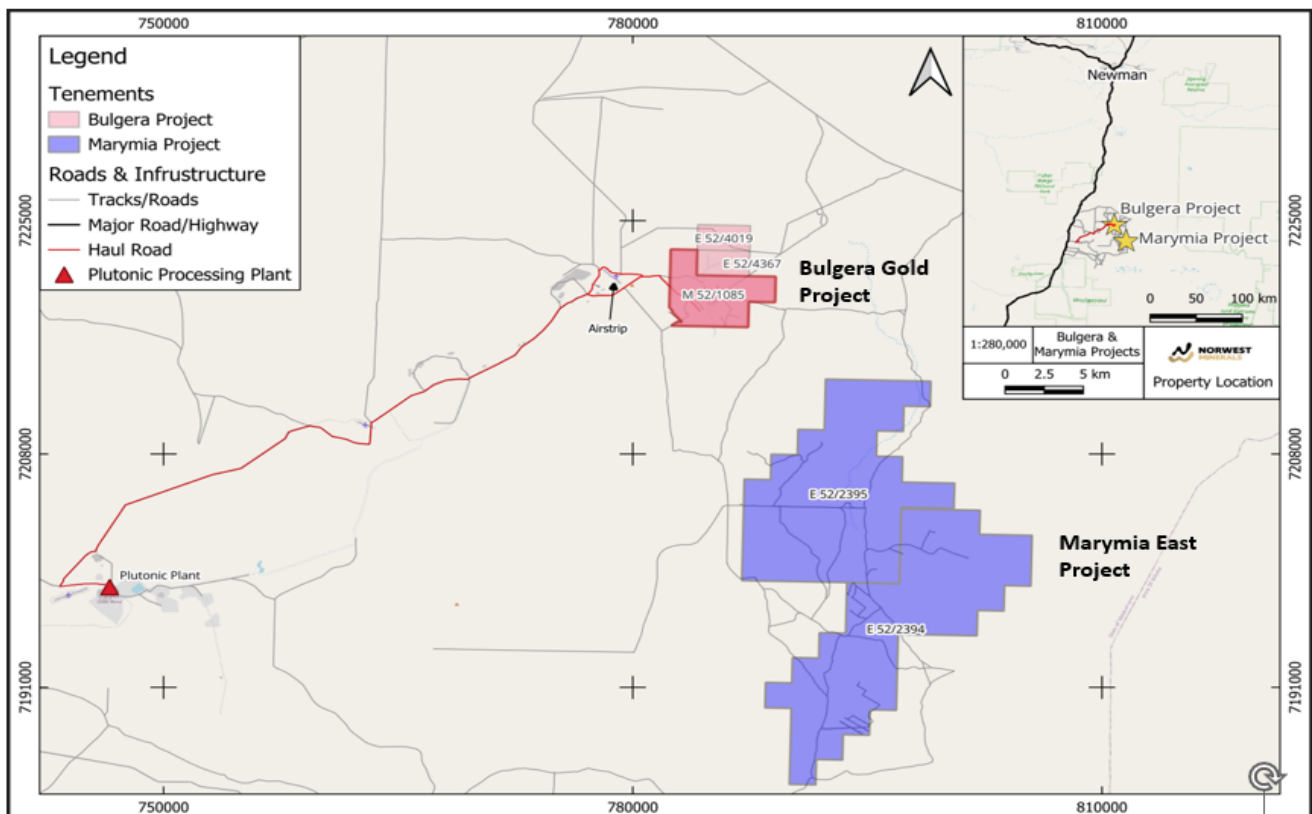 750000
780000
810000
Legend
Tenements
Bulgera Project
Marymia Project
Roads & Infrustructure
Tracks/Roads
Major Road/Highway
Haul Road
Plutonic Processing Plant
Newman
Bulgera Project
Marymia Project
0 50 100 km
1:280,000
Bulgera &
Marymia Projects
NORWEST
MINERALS
0 2.5 5 km
Property Location
7225000
7225000
E 52/4019
E 52/4367
M 52/1085
Bulgera Gold
Project
Airstrip
7208000
7208000
E 52/2395
Marymia East
Project
Plutonic Plant
E 52/2394
7191000
7191000
750000
780000
810000